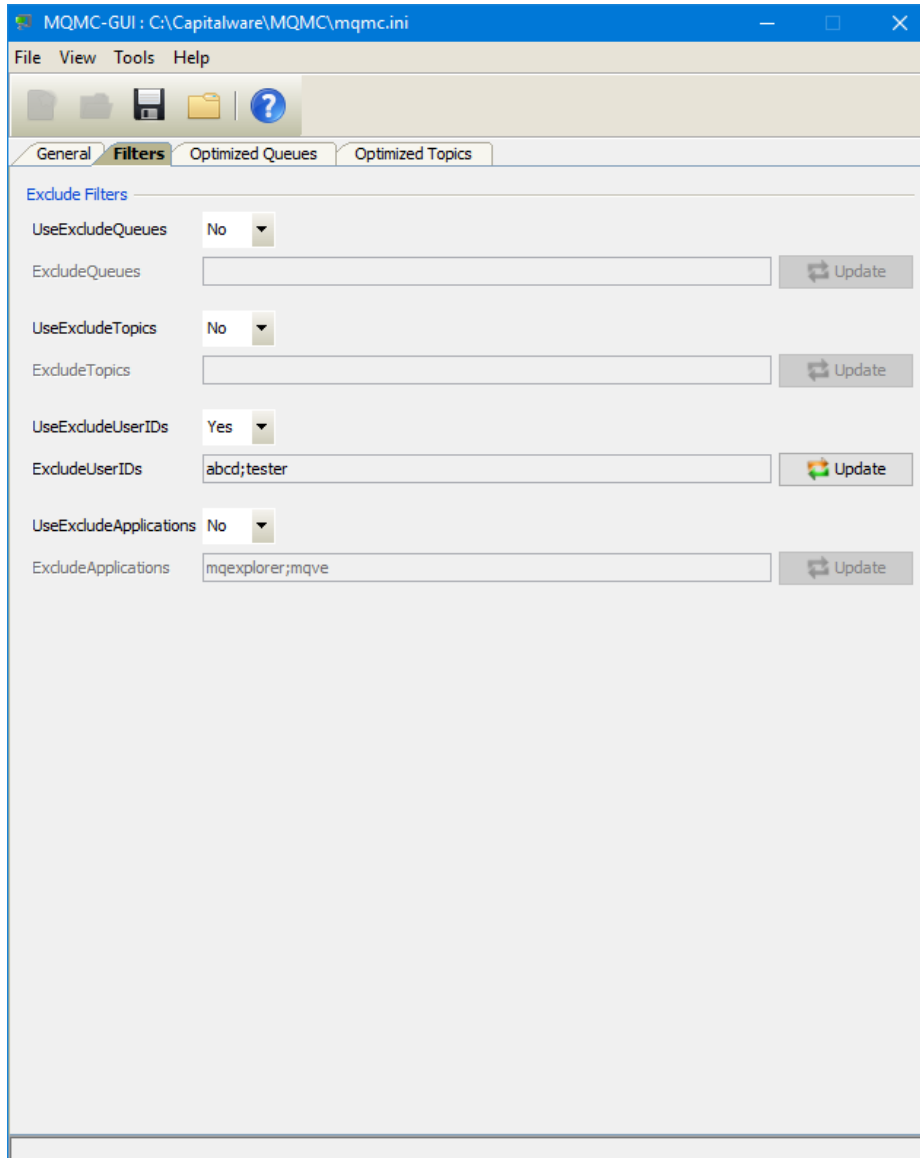 MQMC-GUI : C:\Capitalware\MQMC\mqmc.ini
File View Tools Help
General Filters Optimized Queues Optimized Topics
Exclude Filters
UseExcludeQueues No
ExcludeQueues Update
UseExcludeTopics No
ExcludeTopics Update
UseExcludeUserIDs Yes
ExcludeUserIDs abcd;tester Update
UseExcludeApplications No
ExcludeApplications mqexplorer;mqve Update